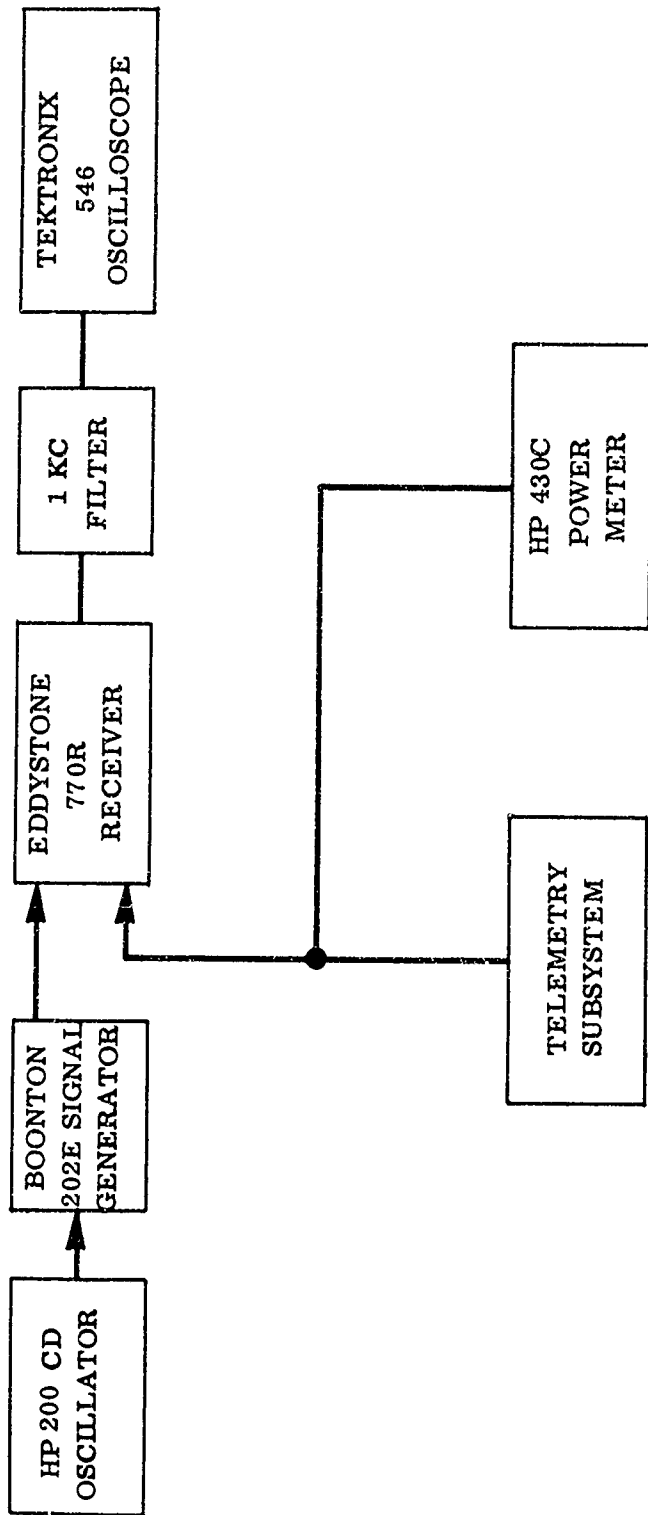 HP 200 CD
OSCILLATOR
BOONTON
202E SIGNAL
GENERATOR
EDDYSTONE
770R
RECEIVER
1 KC
FILTER
TEKTRONIX
546
OSCILLOSCOPE
TELEMETRY
SUBSYSTEM
HP 430C
POWER
METER